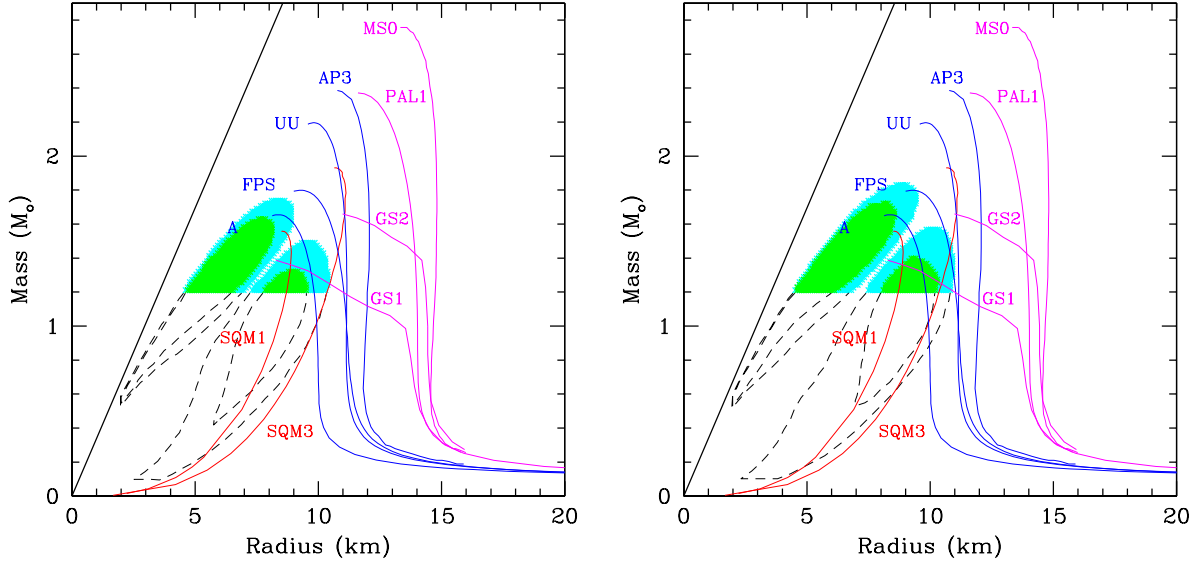 MS0
AP3
PAL1
UU
FPS
GS2
A
GS1
SQM1
SQM3
2
1
0
Mass (M⊙)
0 5 10 15 20
Radius (km)
MS0
AP3
PAL1
UU
FPS
GS2
A
GS1
SQM1
SQM3
2
1
0
Mass (M⊙)
0 5 10 15 20
Radius (km)